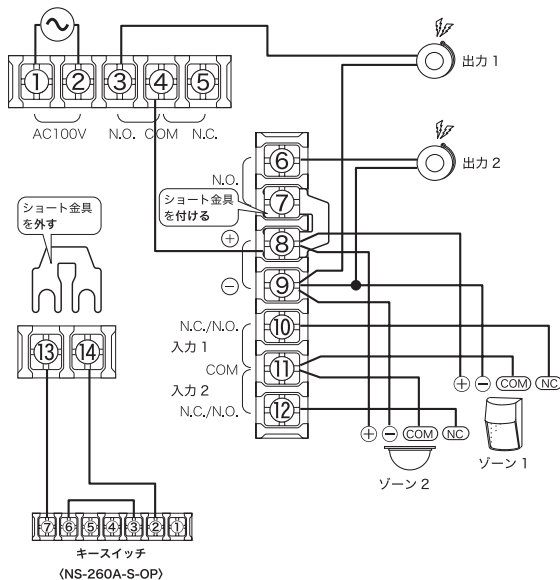 ① ② ③ ④ ⑤
AC100V N.O. COM N.C.
出力 1
出力 2
⑥
N.O.
⑦
ショート金具
を付ける
ショート金具
を外す
⊕ ⑧
⊖ ⑨
N.C./N.O. ⑩
入力 1
COM ⑪
入力 2
N.C./N.O. ⑫
⊕ ⊖ COM NC
ゾーン 1
⊕ ⊖ COM NC
ゾーン 2
⑬ ⑭
⑦ ⑥ ⑤ ④ ③ ② ①
キースイッチ
〈NS-260A-S-OP〉